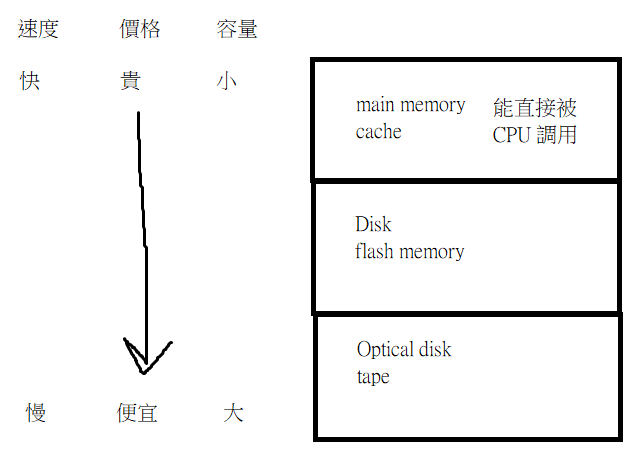 速度 價格 容量
快 貴 小
main memory 能直接被
cache CPU 調用
Disk
flash memory
Optical disk
tape
慢 便宜 大